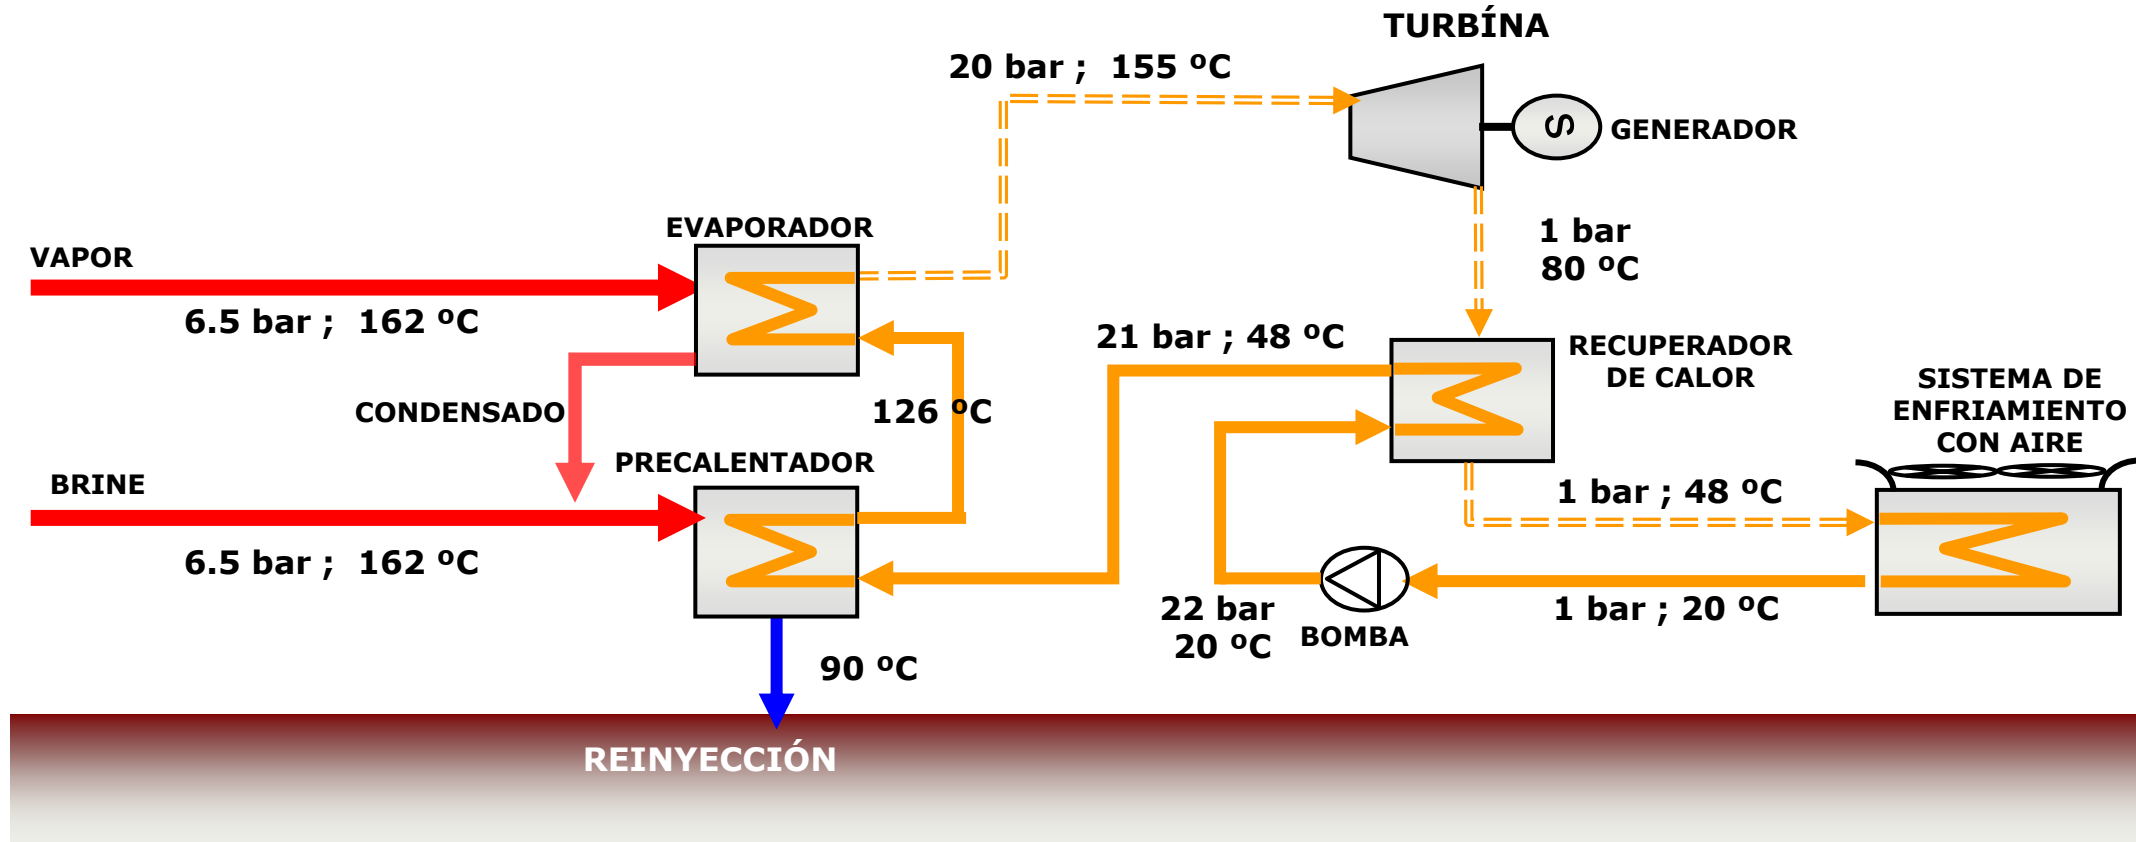 TURBÍNA
20 bar ;  155 ºC
S
GENERADOR
EVAPORADOR
VAPOR
6.5 bar ;  162 ºC
1 bar
80 ºC
21 bar ; 48 ºC
RECUPERADOR
DE CALOR
SISTEMA DE
ENFRIAMIENTO
CON AIRE
CONDENSADO
126 ºC
PRECALENTADOR
BRINE
6.5 bar ;  162 ºC
1 bar ; 48 ºC
22 bar
20 ºC
BOMBA
1 bar ; 20 ºC
90 ºC
REINYECCIÓN